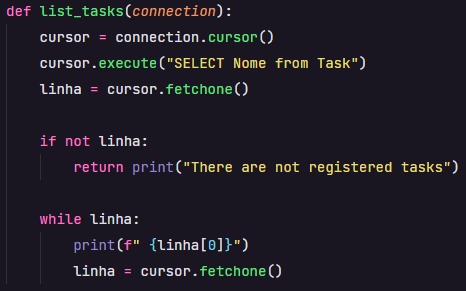 def list_tasks(connection):
    cursor = connection.cursor()
    cursor.execute("SELECT Nome from Task")
    linha = cursor.fetchone()

    if not linha:
        return print("There are not registered tasks")

    while linha:
        print(f" {linha[0]}")
        linha = cursor.fetchone()